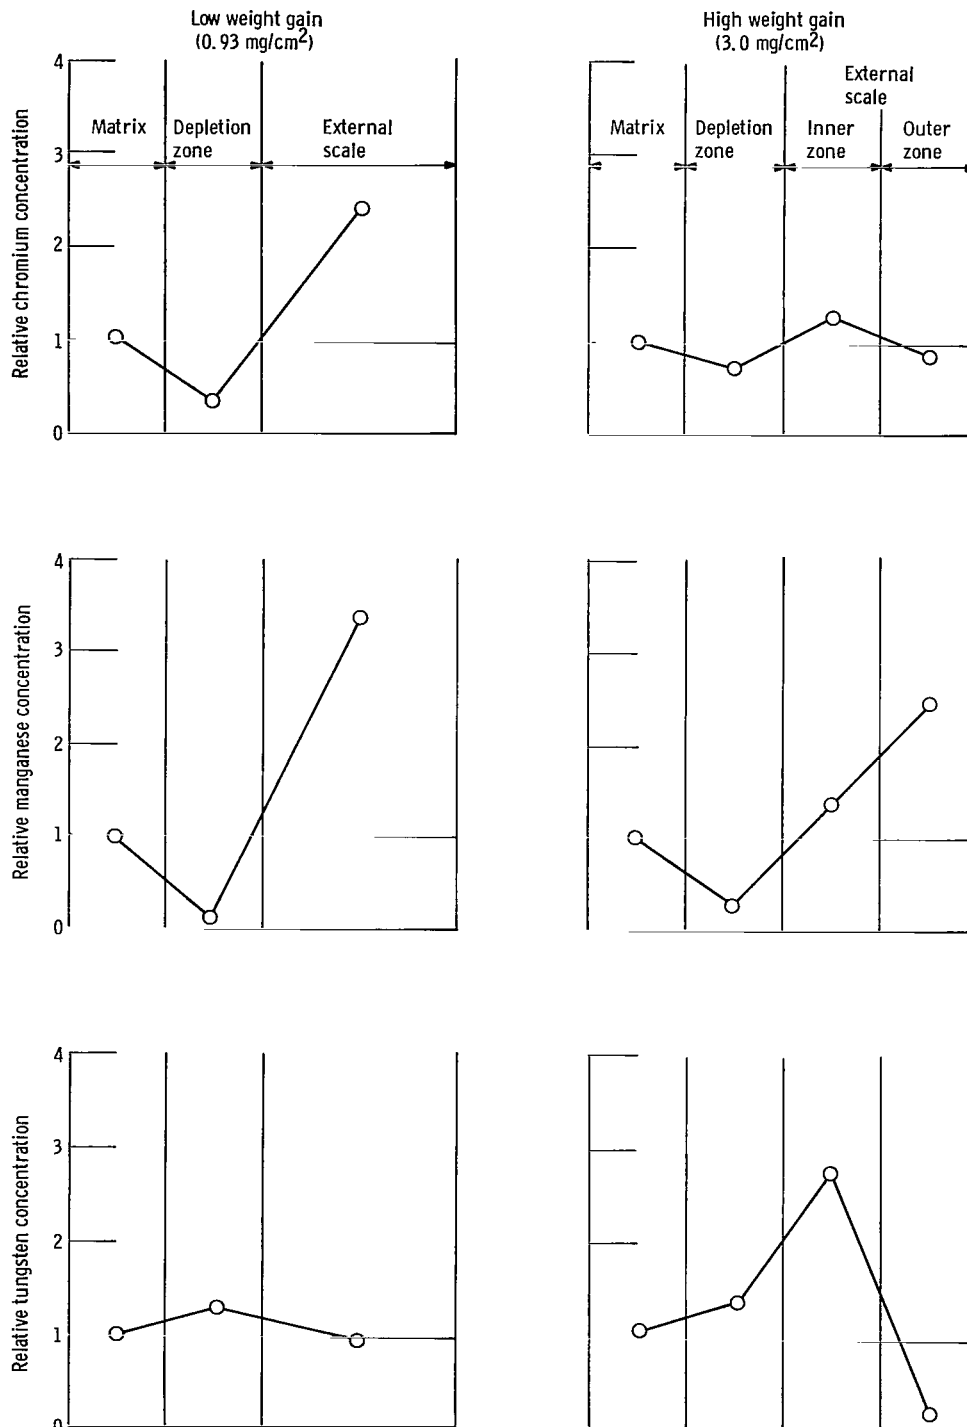 Low weight gain
(0.93 mg/cm2)
High weight gain
(3.0 mg/cm2)
Relative chromium concentration
4
3
2
1
0
Matrix
Depletion
zone
External
scale
External
scale
Matrix
Depletion
zone
Inner
zone
Outer
zone
Relative manganese concentration
4
3
2
1
0
Relative tungsten concentration
4
3
2
1
0